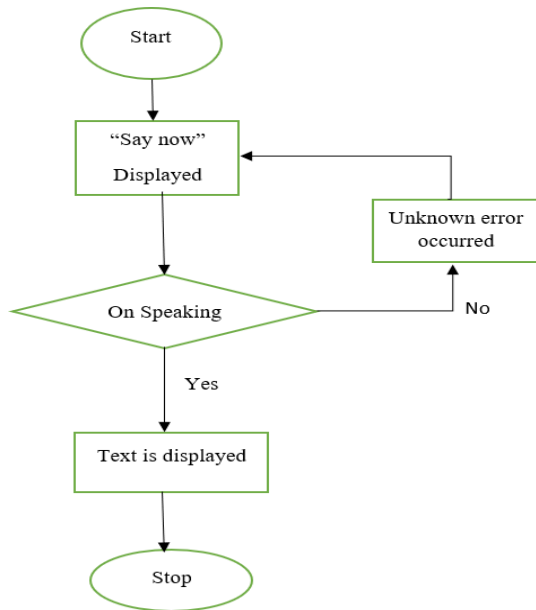 Start
“Say now”
Displayed
Unknown error
occurred
On Speaking
No
Yes
Text is displayed
Stop